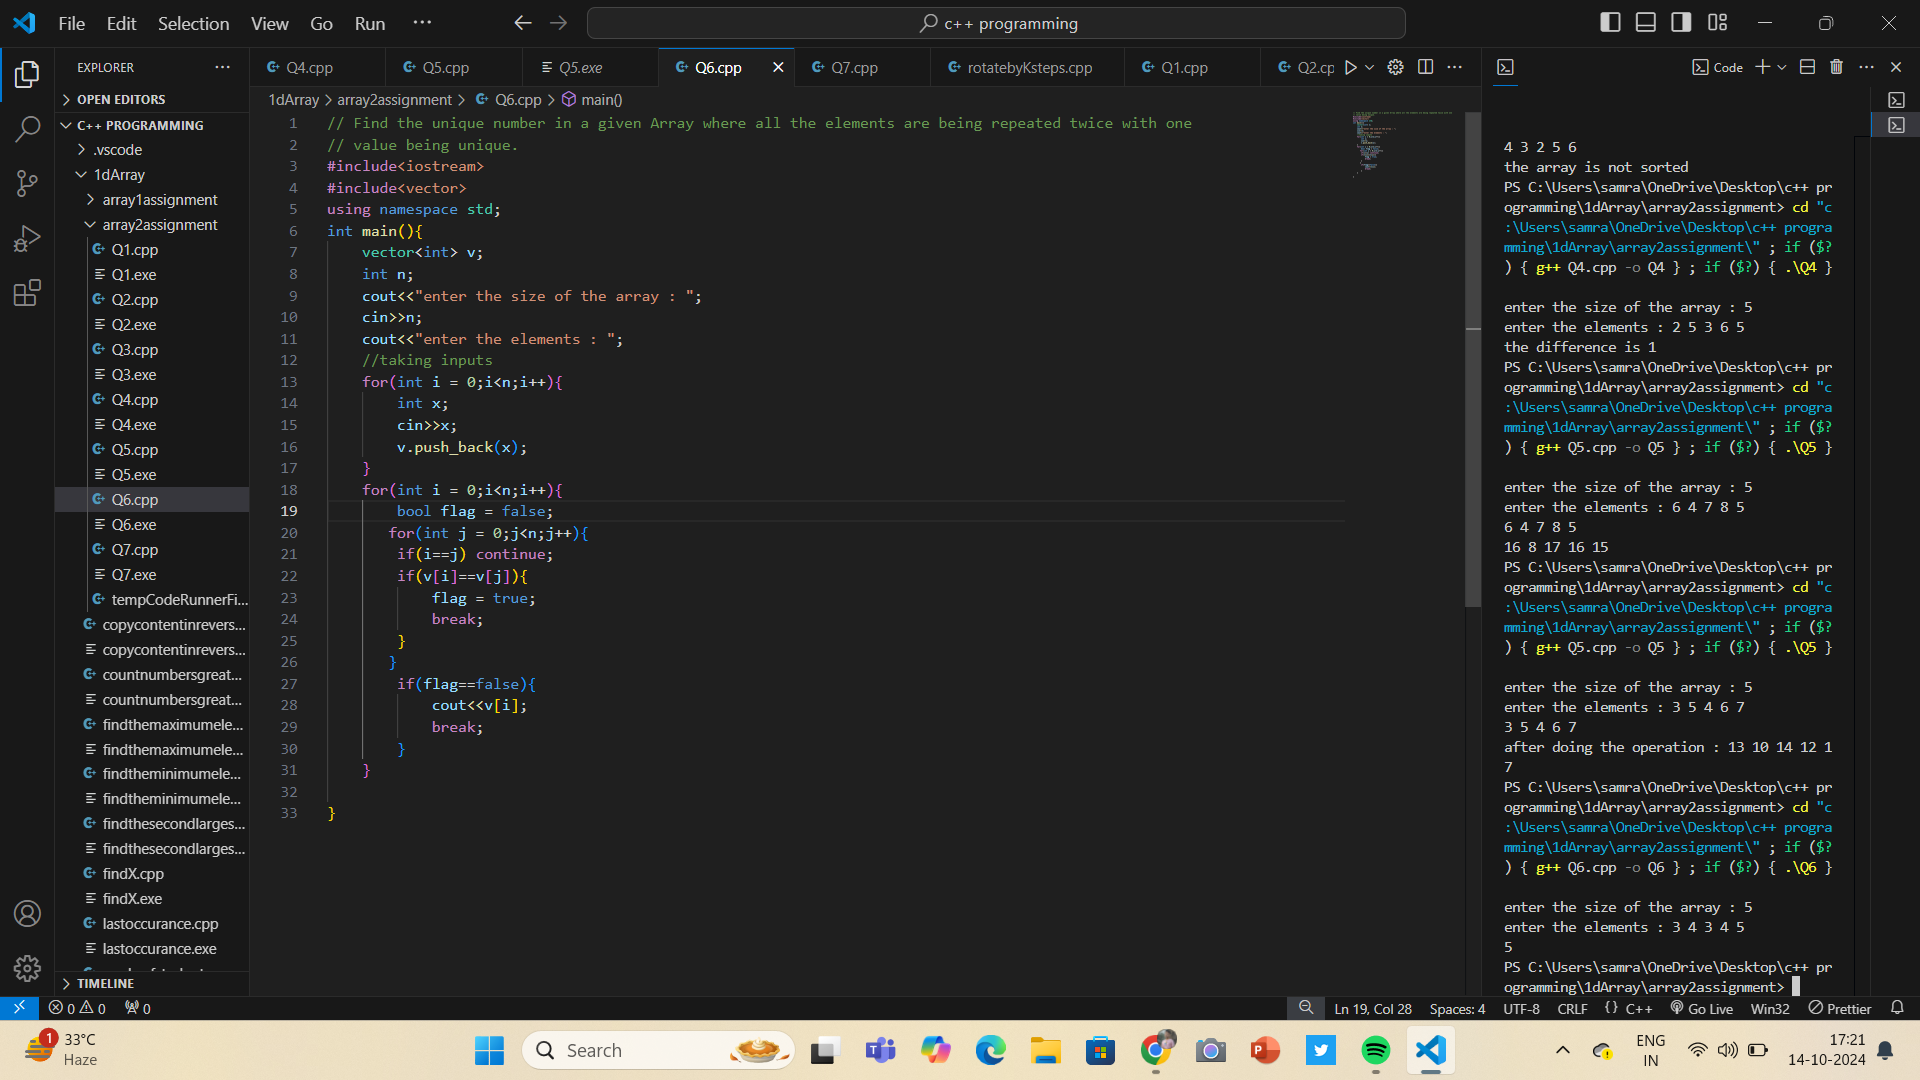 File Edit Selection View Go Run ···
c++ programming
EXPLORER
OPEN EDITORS
C++ PROGRAMMING
.vscode
1dArray
array1assignment
array2assignment
Q1.cpp
Q1.exe
Q2.cpp
Q2.exe
Q3.cpp
Q3.exe
Q4.cpp
Q4.exe
Q5.cpp
Q5.exe
Q6.cpp
Q6.exe
Q7.cpp
Q7.exe
tempCodeRunnerFi...
copycontentinrevers...
copycontentinrevers...
countnumbersgreat...
countnumbersgreat...
findthemaximumele...
findthemaximumele...
findtheminimumele...
findtheminimumele...
findthesecondlarges...
findthesecondlarges...
findX.cpp
findX.exe
lastoccurance.cpp
lastoccurance.exe
TIMELINE
Q4.cpp Q5.cpp Q5.exe Q6.cpp Q7.cpp rotatebyKsteps.cpp Q1.cpp Q2.cp
1dArray > array2assignment > Q6.cpp > main()
1 // Find the unique number in a given Array where all the elements are being repeated twice with one
2 // value being unique.
3 #include<iostream>
4 #include<vector>
5 using namespace std;
6 int main(){
7 vector<int> v;
8 int n;
9 cout<<"enter the size of the array : ";
10 cin>>n;
11 cout<<"enter the elements : ";
12 //taking inputs
13 for(int i = 0;i<n;i++){
14 int x;
15 cin>>x;
16 v.push_back(x);
17 }
18 for(int i = 0;i<n;i++){
19 bool flag = false;
20 for(int j = 0;j<n;j++){
21 if(i==j) continue;
22 if(v[i]==v[j]){
23 flag = true;
24 break;
25 }
26 }
27 if(flag==false){
28 cout<<v[i];
29 break;
30 }
31 }
32
33 }
Code
4 3 2 5 6
the array is not sorted
PS C:\Users\samra\OneDrive\Desktop\c++ pr
ogramming\1dArray\array2assignment> cd "c
:\Users\samra\OneDrive\Desktop\c++ progra
mming\1dArray\array2assignment\" ; if ($?
) { g++ Q4.cpp -o Q4 } ; if ($?) { .\Q4 }
enter the size of the array : 5
enter the elements : 2 5 3 6 5
the difference is 1
PS C:\Users\samra\OneDrive\Desktop\c++ pr
ogramming\1dArray\array2assignment> cd "c
:\Users\samra\OneDrive\Desktop\c++ progra
mming\1dArray\array2assignment\" ; if ($?
) { g++ Q5.cpp -o Q5 } ; if ($?) { .\Q5 }
enter the size of the array : 5
enter the elements : 6 4 7 8 5
6 4 7 8 5
16 8 17 16 15
PS C:\Users\samra\OneDrive\Desktop\c++ pr
ogramming\1dArray\array2assignment> cd "c
:\Users\samra\OneDrive\Desktop\c++ progra
mming\1dArray\array2assignment\" ; if ($?
) { g++ Q5.cpp -o Q5 } ; if ($?) { .\Q5 }
enter the size of the array : 5
enter the elements : 3 5 4 6 7
3 5 4 6 7
after doing the operation : 13 10 14 12 1
7
PS C:\Users\samra\OneDrive\Desktop\c++ pr
ogramming\1dArray\array2assignment> cd "c
:\Users\samra\OneDrive\Desktop\c++ progra
mming\1dArray\array2assignment\" ; if ($?
) { g++ Q6.cpp -o Q6 } ; if ($?) { .\Q6 }
enter the size of the array : 5
enter the elements : 3 4 3 4 5
5
PS C:\Users\samra\OneDrive\Desktop\c++ pr
ogramming\1dArray\array2assignment>
0 0 0 Ln 19, Col 28 Spaces: 4 UTF-8 CRLF {} C++ Go Live Win32 Prettier
1 33°C
Haze
Search
ENG
IN
17:21
14-10-2024